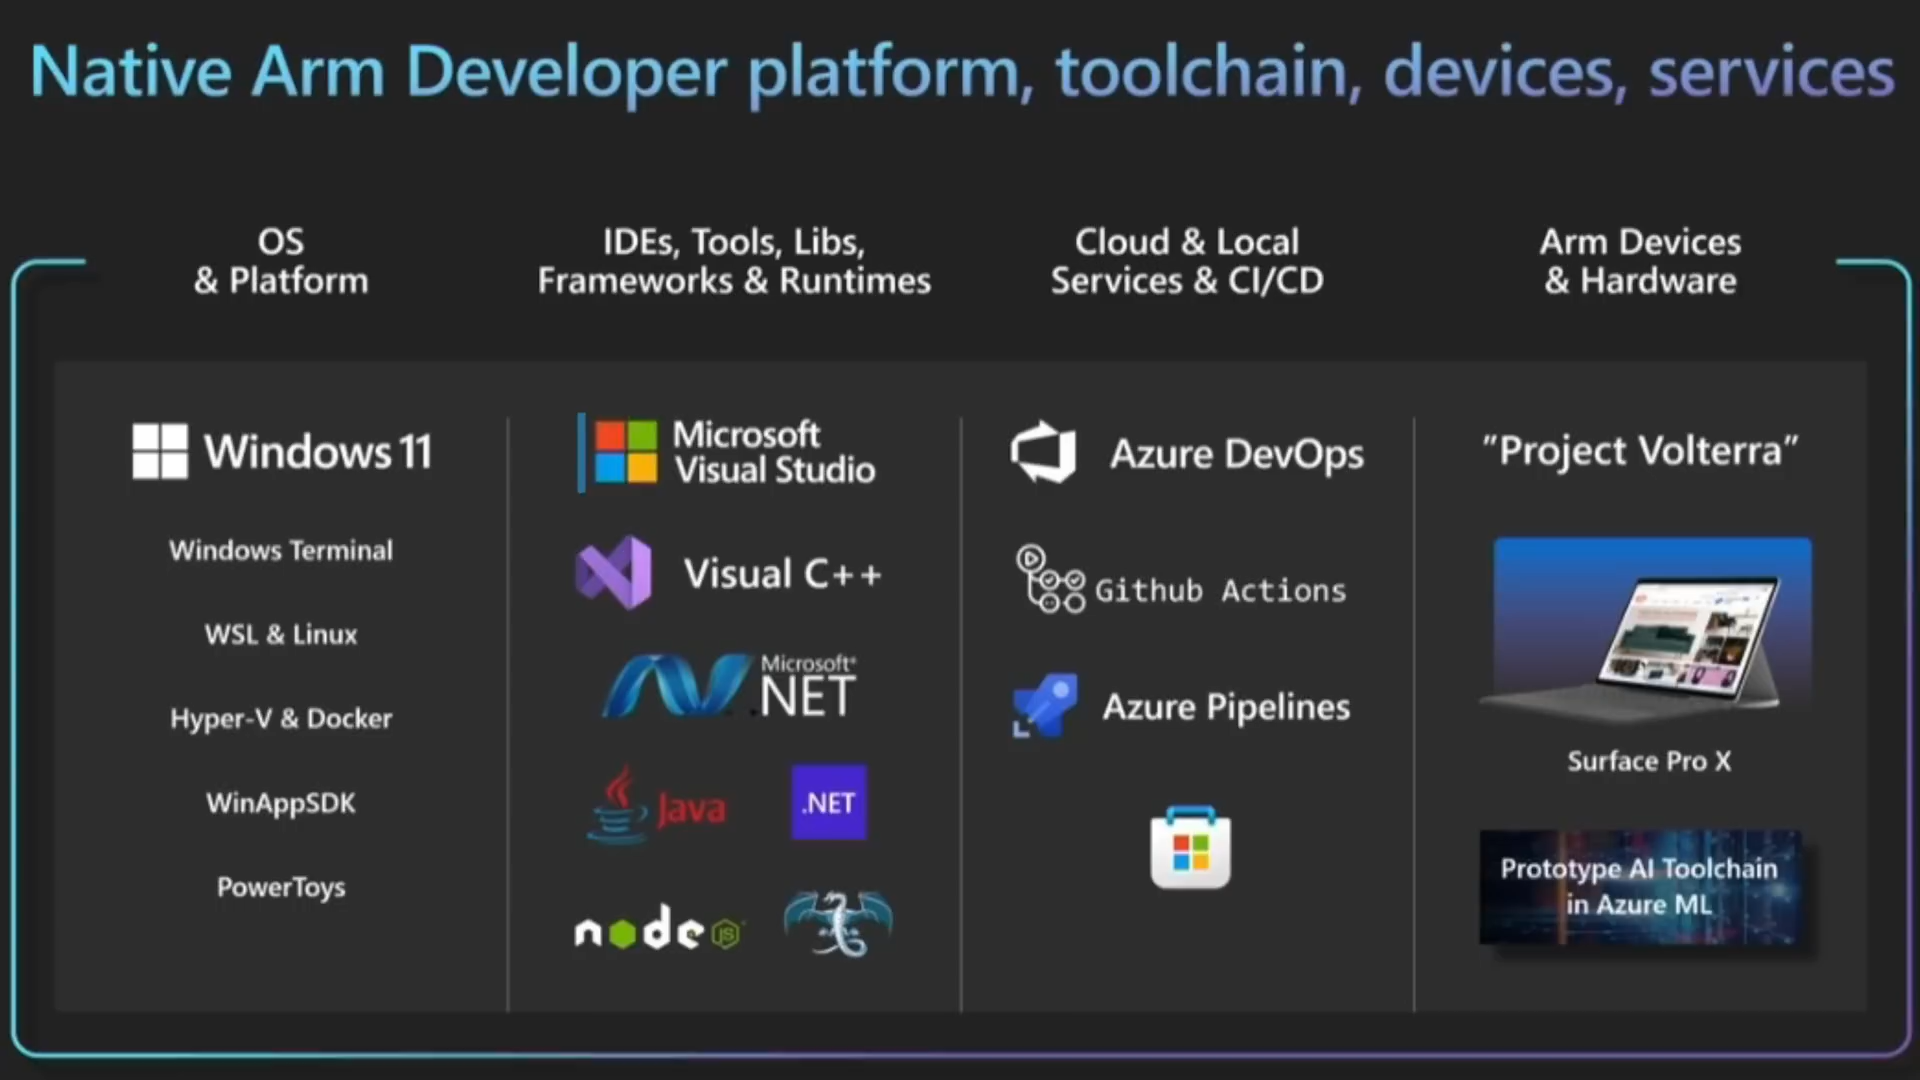 Native Arm Developer platform, toolchain, devices, services
OS
& Platform
Windows 11
Windows Terminal
WSL & Linux
Hyper-V & Docker
WinAppSDK
PowerToys
IDEs, Tools, Libs,
Frameworks & Runtimes
Microsoft
Visual Studio
Visual C++
Microsoft®
.NET
Java
.NET
node
JS
Cloud & Local
Services & CI/CD
Azure DevOps
Github Actions
Azure Pipelines
Arm Devices
& Hardware
"Project Volterra"
Surface Pro X
Prototype AI Toolchain
in Azure ML